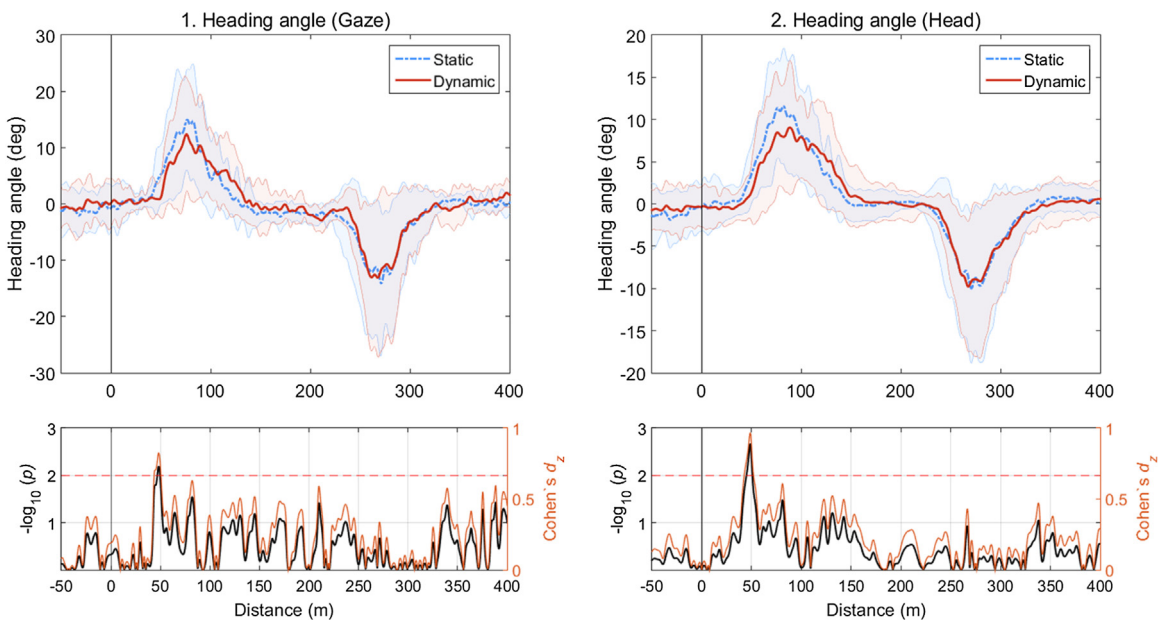 1. Heading angle (Gaze)
Heading angle (deg)
30
20
10
0
-10
-20
-30
Static
Dynamic
0 100 200 300 400
-log10 (p)
3
2
1
1
0.5
0
Cohen`s dz
-50 0 50 100 150 200 250 300 350 400
Distance (m)
2. Heading angle (Head)
Heading angle (deg)
20
15
10
5
0
-5
-10
-15
-20
Static
Dynamic
0 100 200 300 400
-log10 (p)
3
2
1
1
0.5
0
Cohen`s dz
-50 0 50 100 150 200 250 300 350 400
Distance (m)